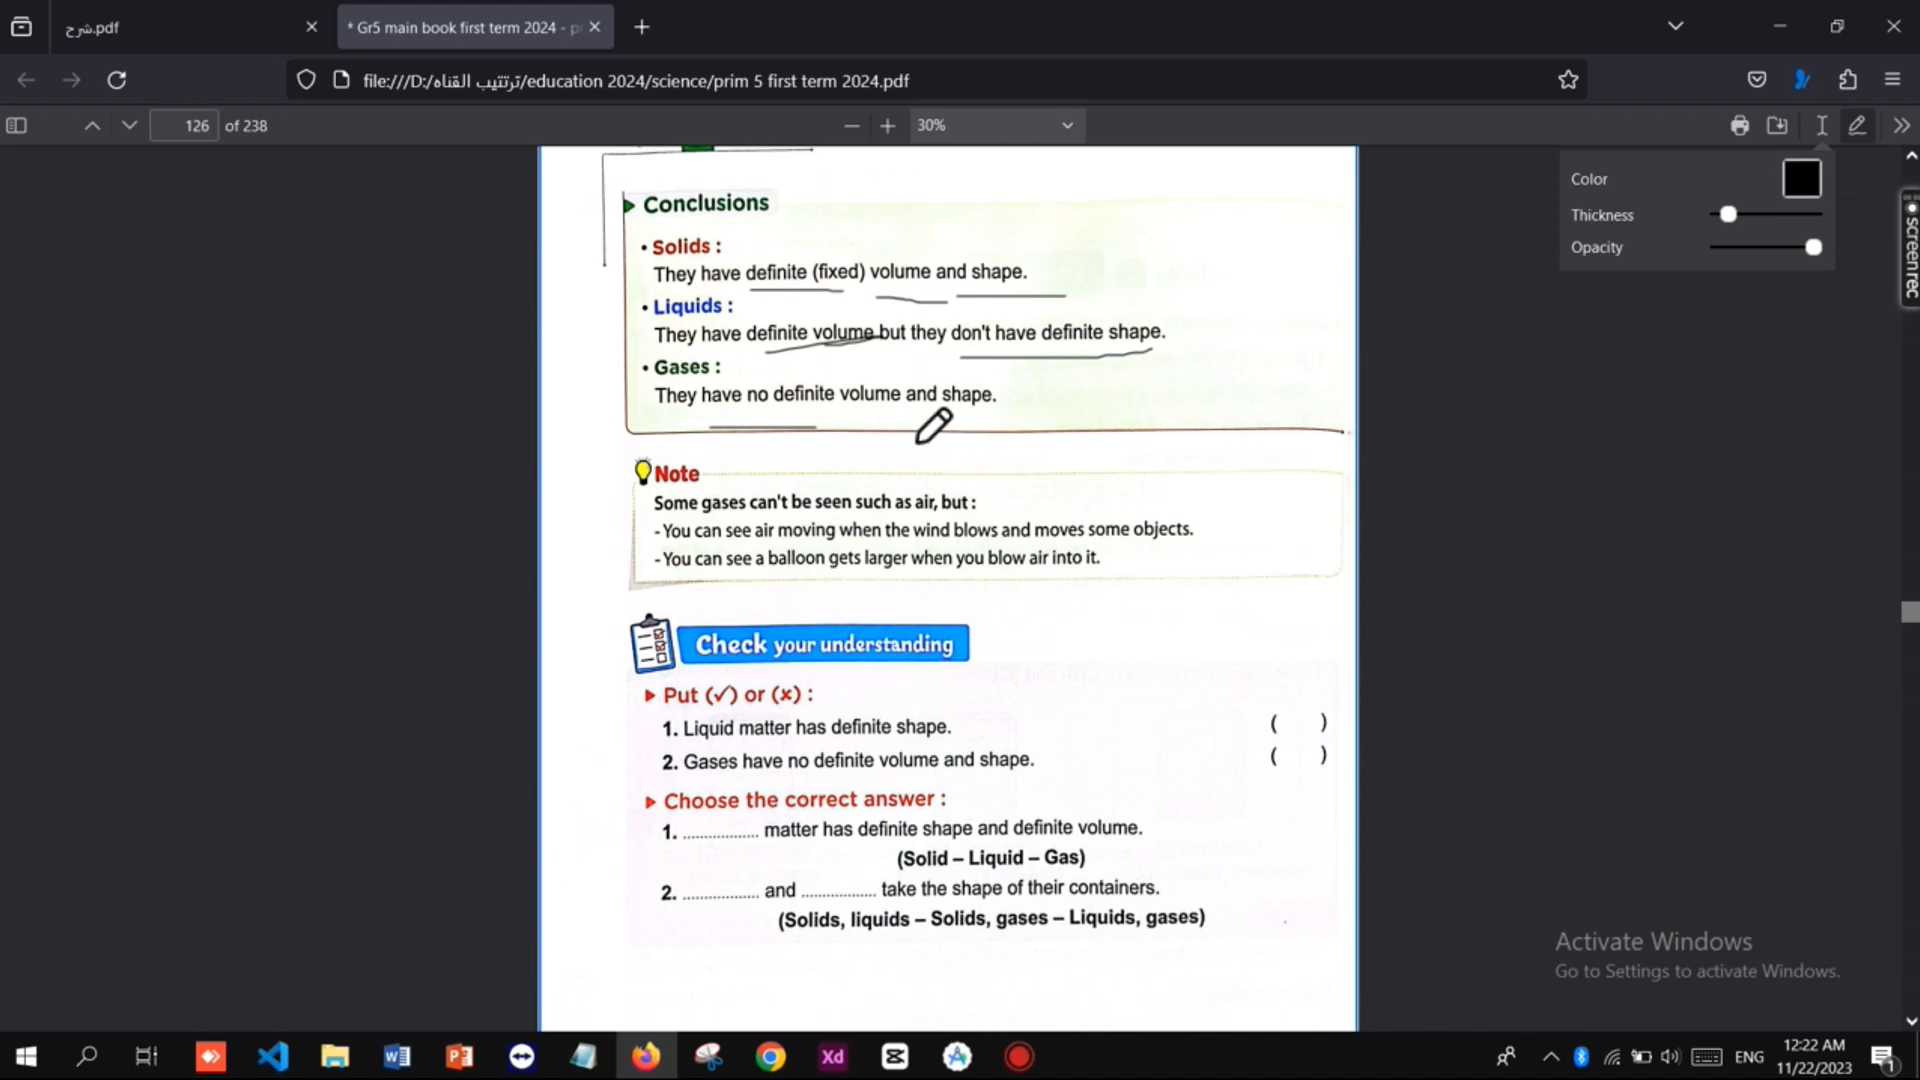 شرح.pdf
* Gr5 main book first term 2024 - pr
file:///D:/ترتتيب القناه/education 2024/science/prim 5 first term 2024.pdf
126 of 238
30%
Color
Thickness
Opacity
screenrec
Conclusions
• Solids :
They have definite (fixed) volume and shape.
• Liquids :
They have definite volume but they don't have definite shape.
• Gases :
They have no definite volume and shape.
Note
Some gases can't be seen such as air, but :
- You can see air moving when the wind blows and moves some objects.
- You can see a balloon gets larger when you blow air into it.
Check your understanding
Put (✓) or (×) :
1. Liquid matter has definite shape. ( )
2. Gases have no definite volume and shape. ( )
Choose the correct answer :
1. ................ matter has definite shape and definite volume.
(Solid – Liquid – Gas)
2. ................ and ................ take the shape of their containers.
(Solids, liquids – Solids, gases – Liquids, gases)
Activate Windows
Go to Settings to activate Windows.
Xd
ENG
12:22 AM
11/22/2023
1